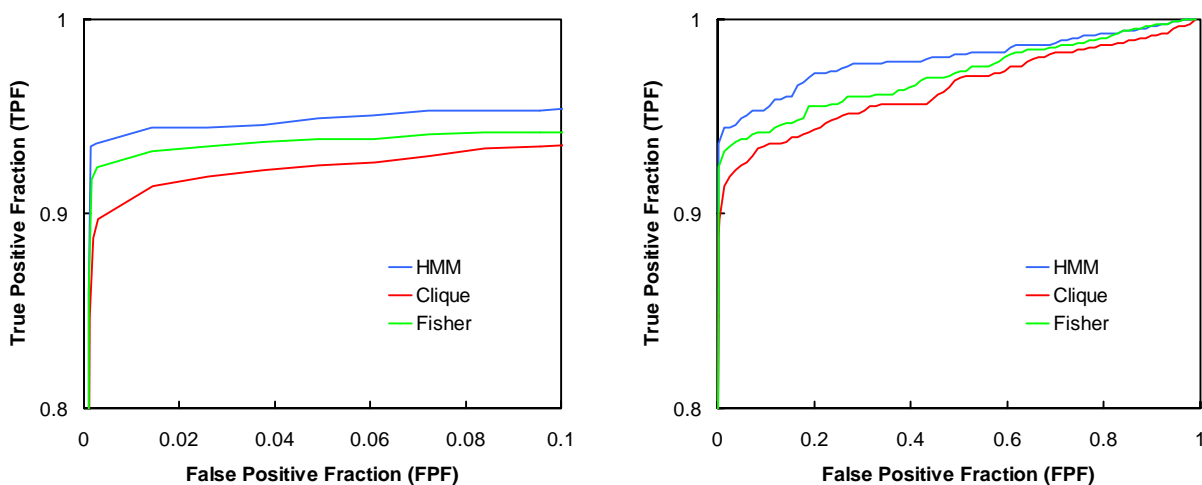 True Positive Fraction (TPF)
1
0.9
0.8
HMM
Clique
Fisher
0 0.02 0.04 0.06 0.08 0.1
False Positive Fraction (FPF)
True Positive Fraction (TPF)
1
0.9
0.8
HMM
Clique
Fisher
0 0.2 0.4 0.6 0.8 1
False Positive Fraction (FPF)